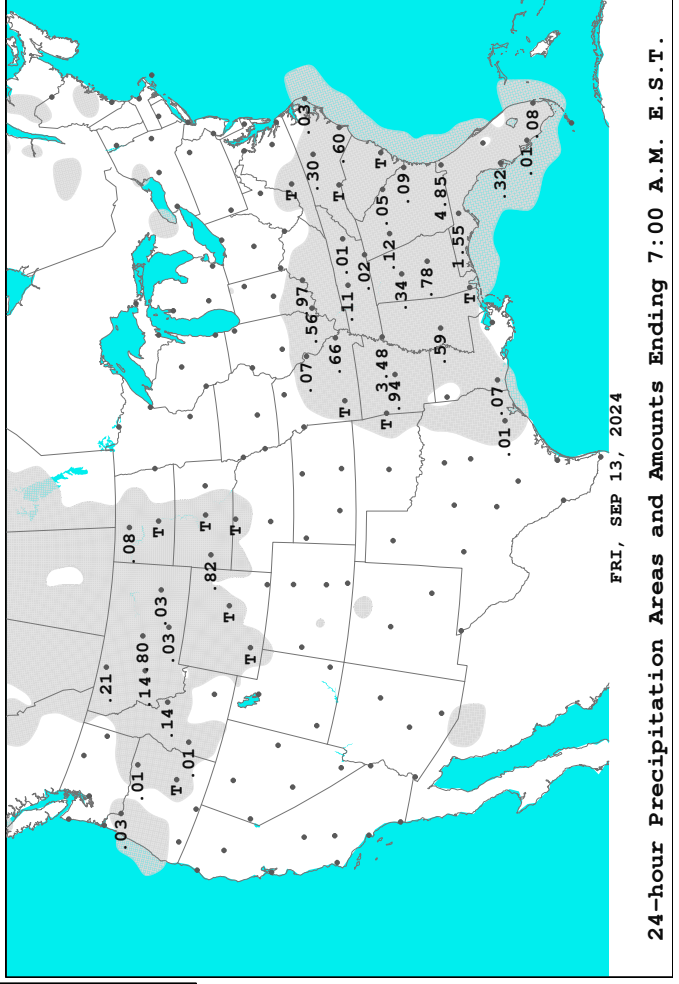 .21
.03
.08
.01
.14
.80
T
.03
.03
.14
T
.01
T
.82
T
T
T
T
.97
.03
.07
.56
.30
.66
T
.60
.01
T
.11
.02
T
.05
3.48
T
.12
.94
.34
.09
.78
.59
4.85
1.55
T
.07
.32
.01
.01
.08
FRI, SEP 13, 2024
24-hour Precipitation Areas and Amounts Ending 7:00 A.M. E.S.T.